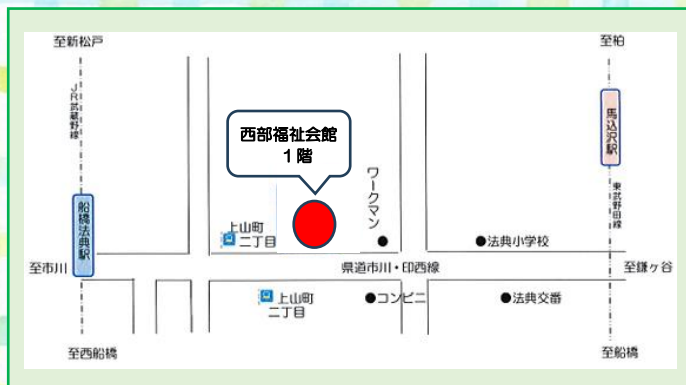 至新松戸
至柏
JR武蔵野線
西部福祉会館
1階
馬込沢駅
ワークマン
船橋法典駅
東武野田線
上山町
二丁目
法典小学校
至市川
県道市川・印西線
至鎌ヶ谷
上山町
二丁目
コンビニ
法典交番
至西船橋
至船橋